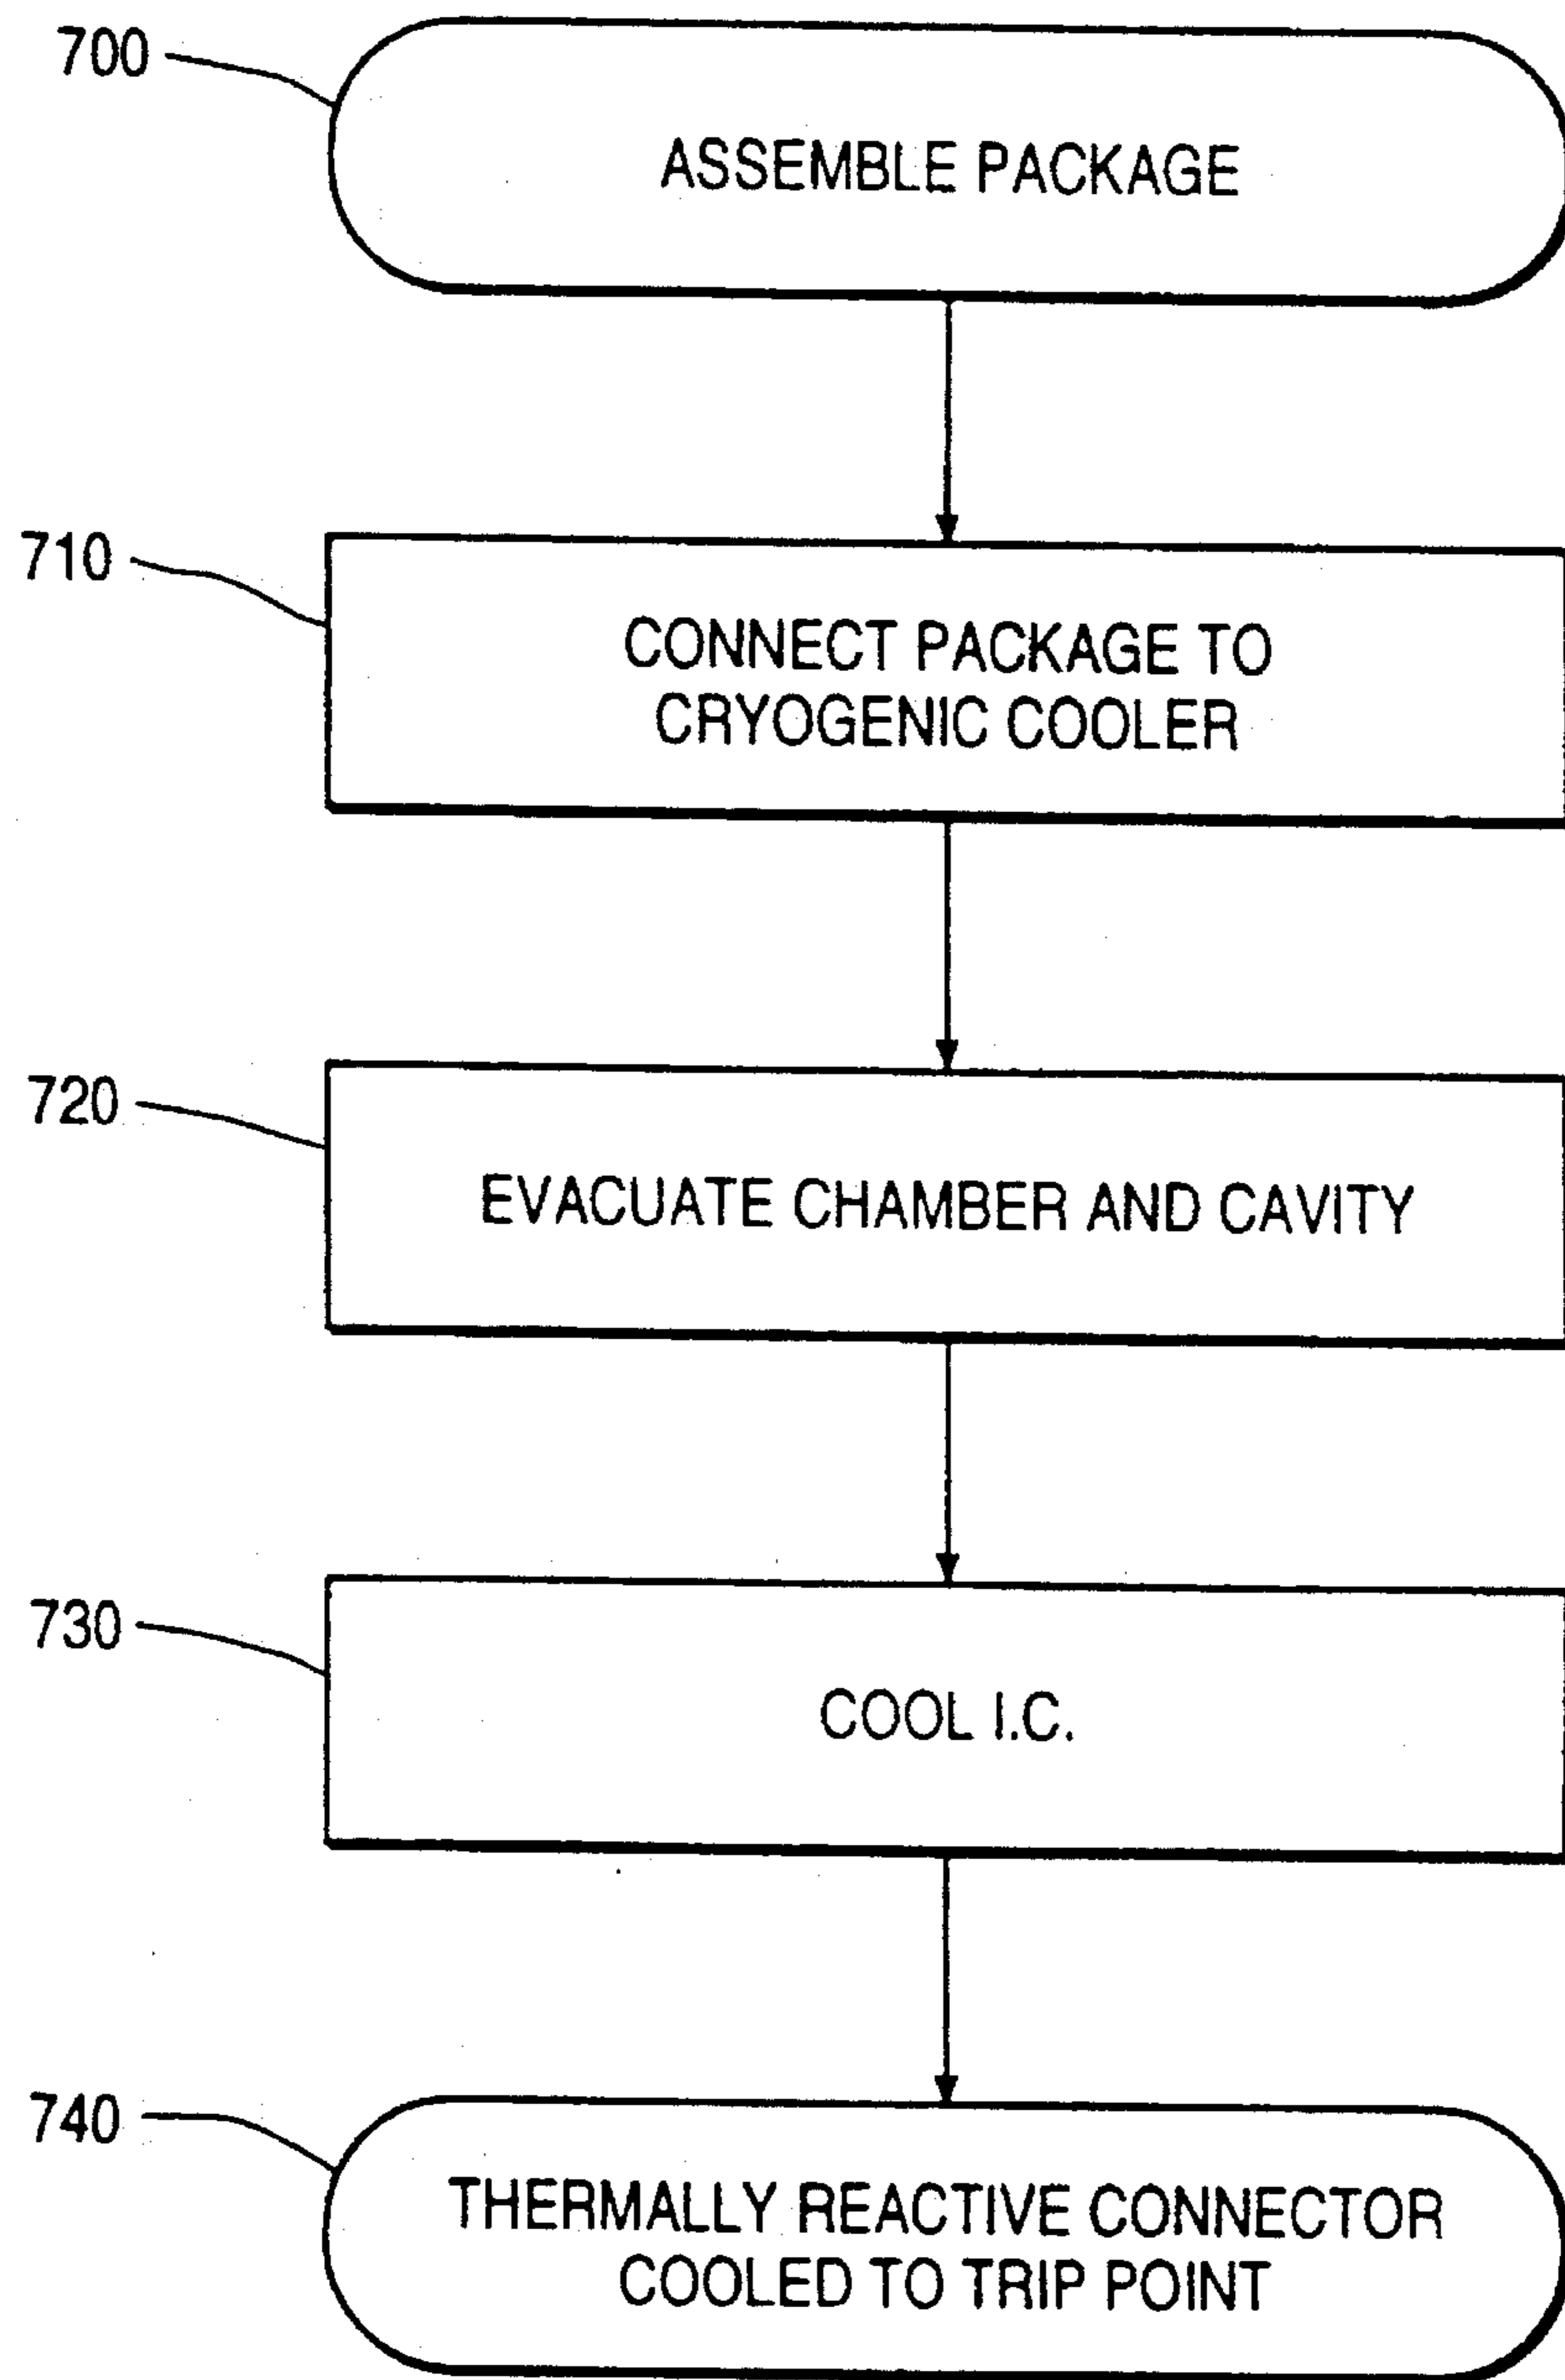 700
ASSEMBLE PACKAGE
710
CONNECT PACKAGE TO
CRYOGENIC COOLER
720
EVACUATE CHAMBER AND CAVITY
730
COOL I.C.
740
THERMALLY REACTIVE CONNECTOR
COOLED TO TRIP POINT